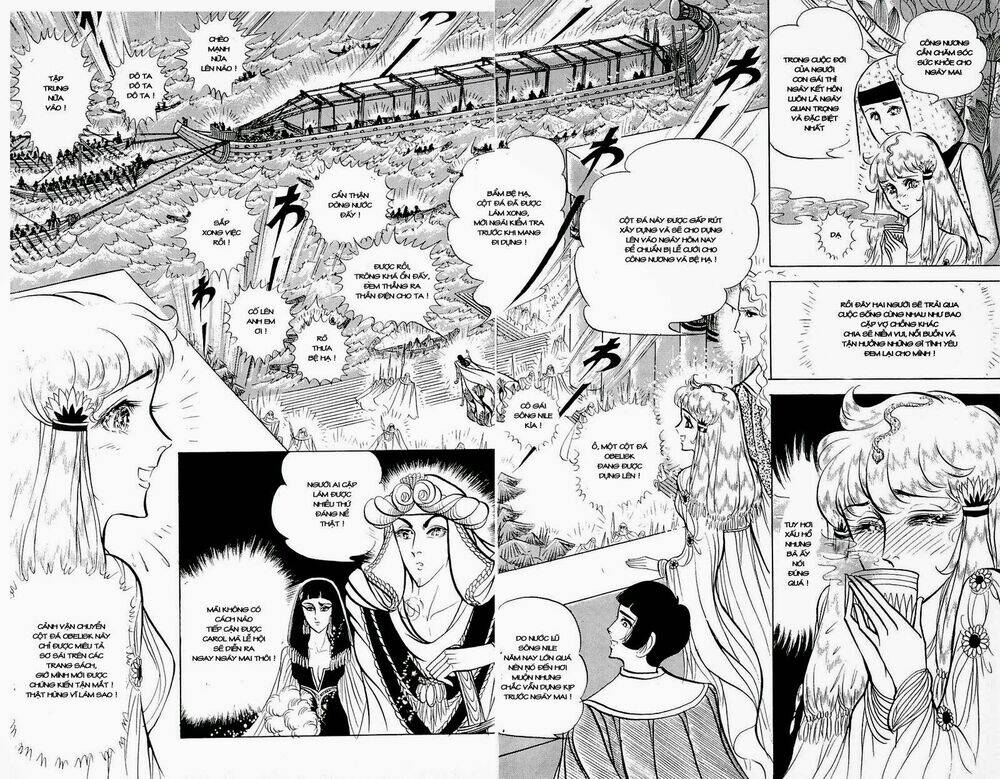 CÔNG NƯƠNG
CẦN CHĂM SÓC
SỨC KHỎE CHO
NGÀY MAI
TRONG CUỘC ĐỜI
CỦA NGƯỜI
CON GÁI THÌ
NGÀY KẾT HÔN
LUÔN LÀ NGÀY
QUAN TRỌNG
VÀ ĐẶC BIỆT
NHẤT
DẠ
RỒI ĐÂY HAI NGƯỜI SẼ TRẢI QUA
CUỘC SỐNG CÙNG NHAU NHƯ BAO
CẶP VỢ CHỒNG KHÁC
CHIA SẺ NIỀM VUI, NỖI BUỒN VÀ
TẬN HƯỞNG NHỮNG GÌ TÌNH YÊU
ĐEM LẠI CHO MÌNH !
TUY HƠI
XẤU HỔ
NHƯNG
BÀ ẤY
NÓI
ĐÚNG
QUÁ !
CỘT ĐÁ NÀY ĐƯỢC GẤP RÚT
XÂY DỰNG VÀ SẼ CHO DỰNG
LÊN VÀO NGÀY HÔM NAY
ĐỂ CHUẨN BỊ LỄ CƯỚI CHO
CÔNG NƯƠNG VÀ BỆ HẠ !
CÔ GÁI
SÔNG NILE
KÌA !
Ồ, MỘT CỘT ĐÁ
OBELISK
ĐANG ĐƯỢC
DỰNG LÊN !
DO NƯỚC LŨ
SÔNG NILE
NĂM NAY LỚN QUÁ
NÊN NÓ ĐẾN HƠI
MUỘN NHƯNG
CHẮC VẪN DỰNG KỊP
TRƯỚC NGÀY MAI !
BẨM BỆ HẠ,
CỘT ĐÁ ĐÃ ĐƯỢC
LÀM XONG,
MỜI NGÀI KIỂM TRA
TRƯỚC KHI MANG
ĐI DỰNG !
ĐƯỢC RỒI,
TRÔNG KHÁ ỔN ĐẤY,
ĐEM THẲNG RA
THẦN ĐIỆN CHO TA !
RÕ
THƯA
BỆ HẠ !
CẨN THẬN
DÒNG NƯỚC
ĐẤY !
CHÈO
MẠNH
NỮA
LÊN NÀO !
DÔ TA
DÔ TA
DÔ TA !
TẬP
TRUNG
NỮA
VÀO !
SẮP
XONG VIỆC
RỒI !
CỐ LÊN
ANH EM
ƠI !
わ
わ
わ
わ
わ
NGƯỜI AI CẬP
LÀM ĐƯỢC
NHIỀU THỨ
ĐÁNG NỂ
THẬT !
MÃI KHÔNG CÓ
CÁCH NÀO
TIẾP CẬN ĐƯỢC
CAROL MÀ LỄ HỘI
SẼ DIỄN RA
NGAY NGÀY MAI THÔI !
CẢNH VẬN CHUYỂN
CỘT ĐÁ OBELISK NÀY
CHỈ ĐƯỢC MIÊU TẢ
SƠ SÀI TRÊN CÁC
TRANG SÁCH,
GIỜ MÌNH MỚI ĐƯỢC
CHỨNG KIẾN TẬN MẮT !
THẬT HÙNG VĨ LÀM SAO !